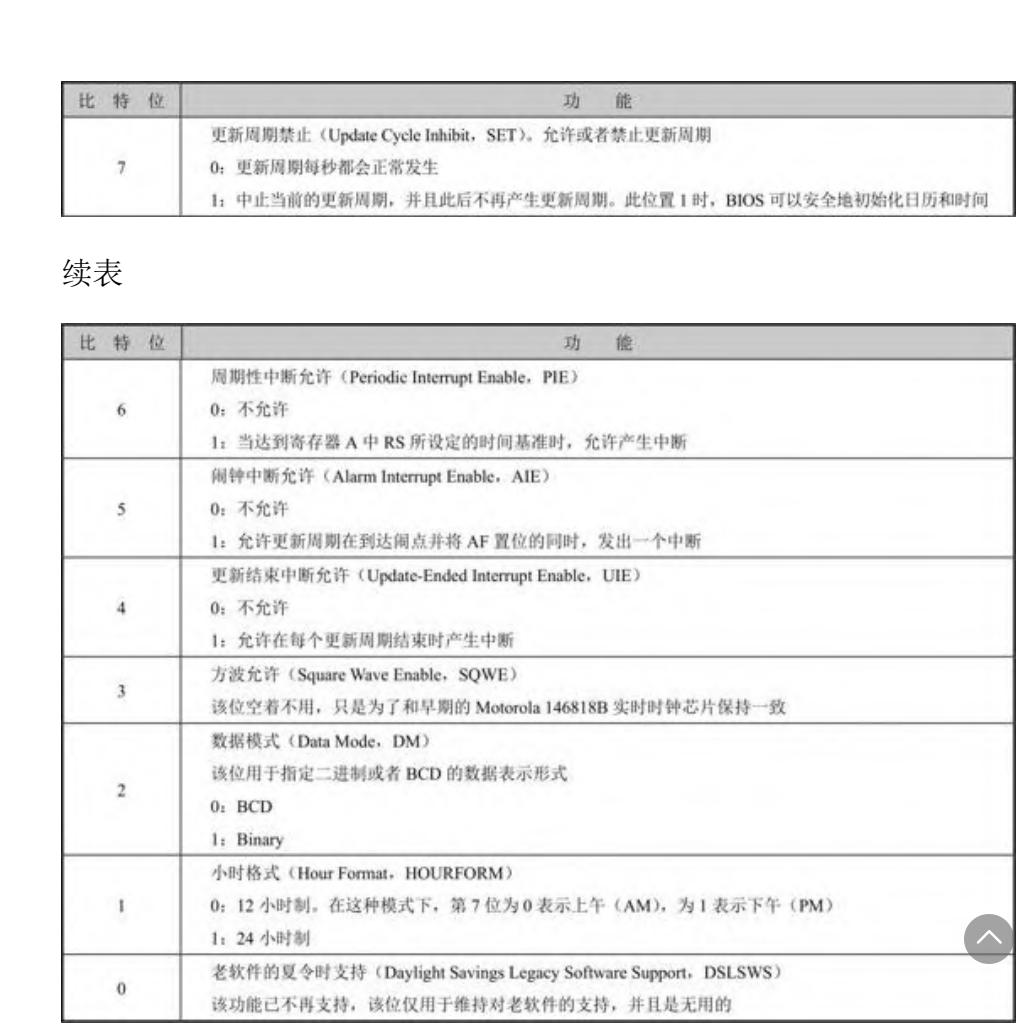 比 特 位 功 能
7
更新周期禁止（Update Cycle Inhibit，SET）。允许或者禁止更新周期
0：更新周期每秒都会正常发生
1：中止当前的更新周期，并且此后不再产生更新周期。此位置 1 时，BIOS 可以安全地初始化日历和时间
续表
比 特 位 功 能
6
周期性中断允许（Periodic Interrupt Enable，PIE）
0：不允许
1：当达到寄存器 A 中 RS 所设定的时间基准时，允许产生中断
5
闹钟中断允许（Alarm Interrupt Enable，AIE）
0：不允许
1：允许更新周期在到达闹点并将 AF 置位的同时，发出一个中断
4
更新结束中断允许（Update-Ended Interrupt Enable，UIE）
0：不允许
1：允许在每个更新周期结束时产生中断
3
方波允许（Square Wave Enable，SQWE）
该位空着不用，只是为了和早期的 Motorola 146818B 实时时钟芯片保持一致
2
数据模式（Data Mode，DM）
该位用于指定二进制或者 BCD 的数据表示形式
0：BCD
1：Binary
1
小时格式（Hour Format，HOURFORM）
0：12 小时制。在这种模式下，第 7 位为 0 表示上午（AM），为 1 表示下午（PM）
1：24 小时制
0
老软件的夏令时支持（Daylight Savings Legacy Software Support，DSLSWS）
该功能已不再支持，该位仅用于维持对老软件的支持，并且是无用的